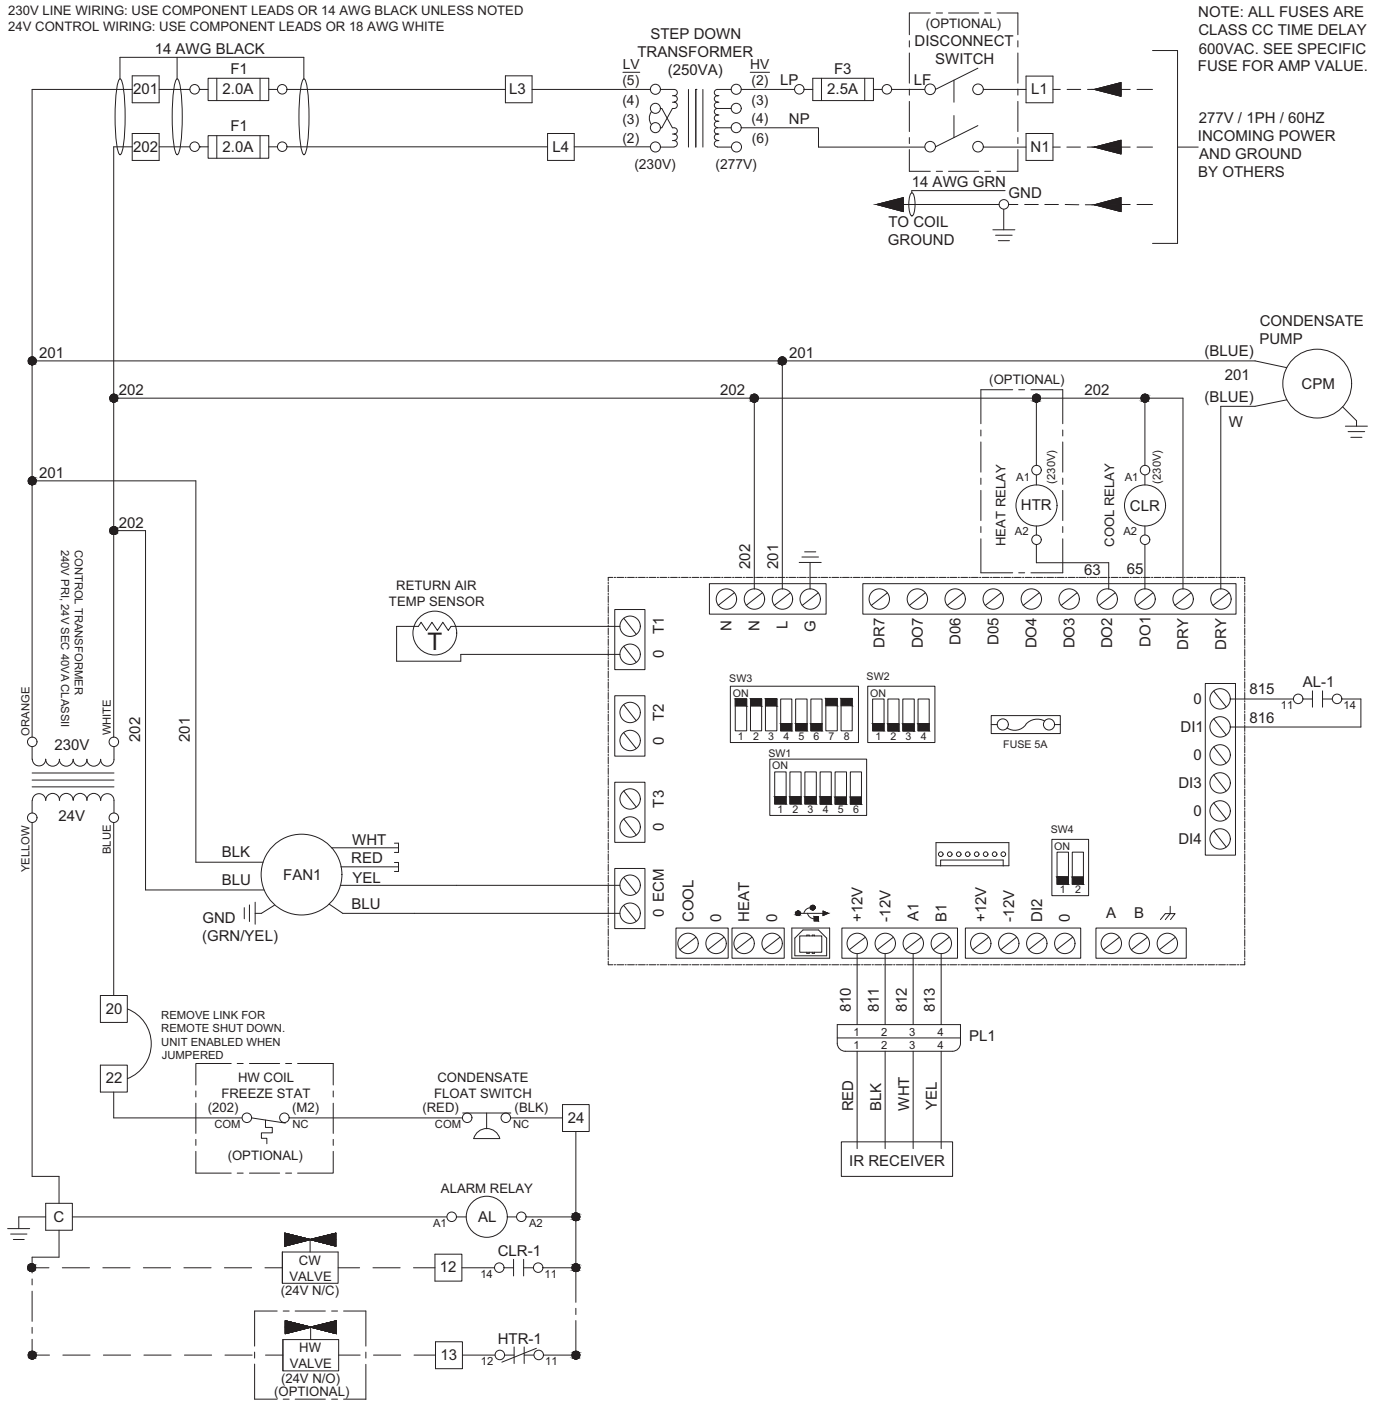 230V LINE WIRING: USE COMPONENT LEADS OR 14 AWG BLACK UNLESS NOTED
24V CONTROL WIRING: USE COMPONENT LEADS OR 18 AWG WHITE
14 AWG BLACK
201
F1
2.0A
202
F1
2.0A
L3
L4
STEP DOWN
TRANSFORMER
(250VA)
LV
(5)
(4)
(3)
(2)
(230V)
HV
(2)
(3)
(4)
(6)
(277V)
LP
F3
2.5A
LF
NP
(OPTIONAL)
DISCONNECT
SWITCH
L1
N1
14 AWG GRN
GND
TO COIL
GROUND
NOTE: ALL FUSES ARE
CLASS CC TIME DELAY
600VAC. SEE SPECIFIC
FUSE FOR AMP VALUE.
277V / 1PH / 60HZ
INCOMING POWER
AND GROUND
BY OTHERS
CONDENSATE
PUMP
(BLUE)
201
(BLUE)
W
CPM
201
201
202
202
202
(OPTIONAL)
HEAT RELAY
A1
(230V)
HTR
A2
COOL RELAY
A1
(230V)
CLR
A2
63
65
201
202
202
201
CONTROL TRANSFORMER
240V PRI, 24V SEC 40VA CLASSII
ORANGE
WHITE
230V
24V
YELLOW
BLUE
202
201
RETURN AIR
TEMP SENSOR
T
T1
0
T2
0
T3
0
ECM
0
N
N
L
G
DR7
DO7
D06
D05
DO4
DO3
DO2
DO1
DRY
DRY
SW3
ON
1 2 3 4 5 6 7 8
SW2
ON
1 2 3 4
SW1
ON
1 2 3 4 5 6
FUSE 5A
SW4
ON
1 2
0
DI1
0
DI3
0
DI4
815
816
AL-1
11
14
BLK
BLU
FAN1
WHT
RED
YEL
BLU
GND
(GRN/YEL)
COOL
0
HEAT
0
+12V
-12V
A1
B1
+12V
-12V
DI2
0
A
B
810
811
812
813
1 2 3 4
1 2 3 4
PL1
RED
BLK
WHT
YEL
IR RECEIVER
20
22
REMOVE LINK FOR
REMOTE SHUT DOWN.
UNIT ENABLED WHEN
JUMPERED
HW COIL
FREEZE STAT
(202)
(M2)
COM
NC
(OPTIONAL)
CONDENSATE
FLOAT SWITCH
(RED)
(BLK)
COM
NC
24
C
ALARM RELAY
A1
AL
A2
CW
VALVE
(24V N/C)
12
CLR-1
14
11
HW
VALVE
(24V N/O)
(OPTIONAL)
13
HTR-1
12
11